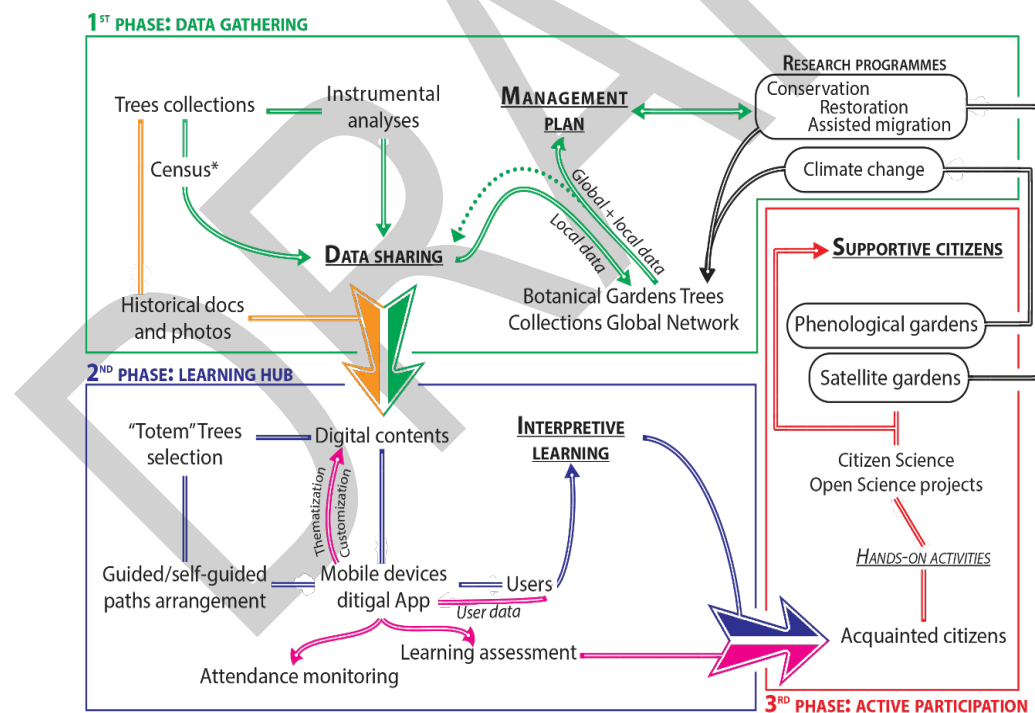 1ST PHASE: DATA GATHERING
RESEARCH PROGRAMMES
Trees collections
Instrumental
analyses
MANAGEMENT
PLAN
Conservation
Restoration
Assisted migration
Census*
Climate change
Global + local data
Local data
DATA SHARING
SUPPORTIVE CITIZENS
Historical docs
and photos
Botanical Gardens Trees
Collections Global Network
Phenological gardens
Satellite gardens
2ND PHASE: LEARNING HUB
"Totem" Trees
selection
Digital contents
INTERPRETIVE
LEARNING
Citizen Science
Open Science projects
Thematization
Customization
HANDS-ON ACTIVITIES
Guided/self-guided
paths arrangement
Mobile devices
ditigal App
Users
User data
Acquainted citizens
Learning assessment
Attendance monitoring
3RD PHASE: ACTIVE PARTICIPATION